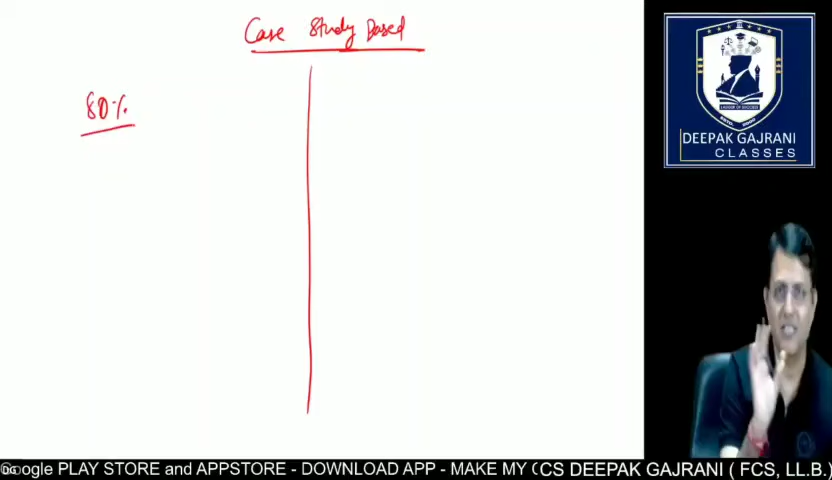 Case Study Based
80%
DEEPAK GAJRANI
CLASSES
Google PLAY STORE and APPSTORE - DOWNLOAD APP - MAKE MY
CS DEEPAK GAJRANI ( FCS, LL.B.)